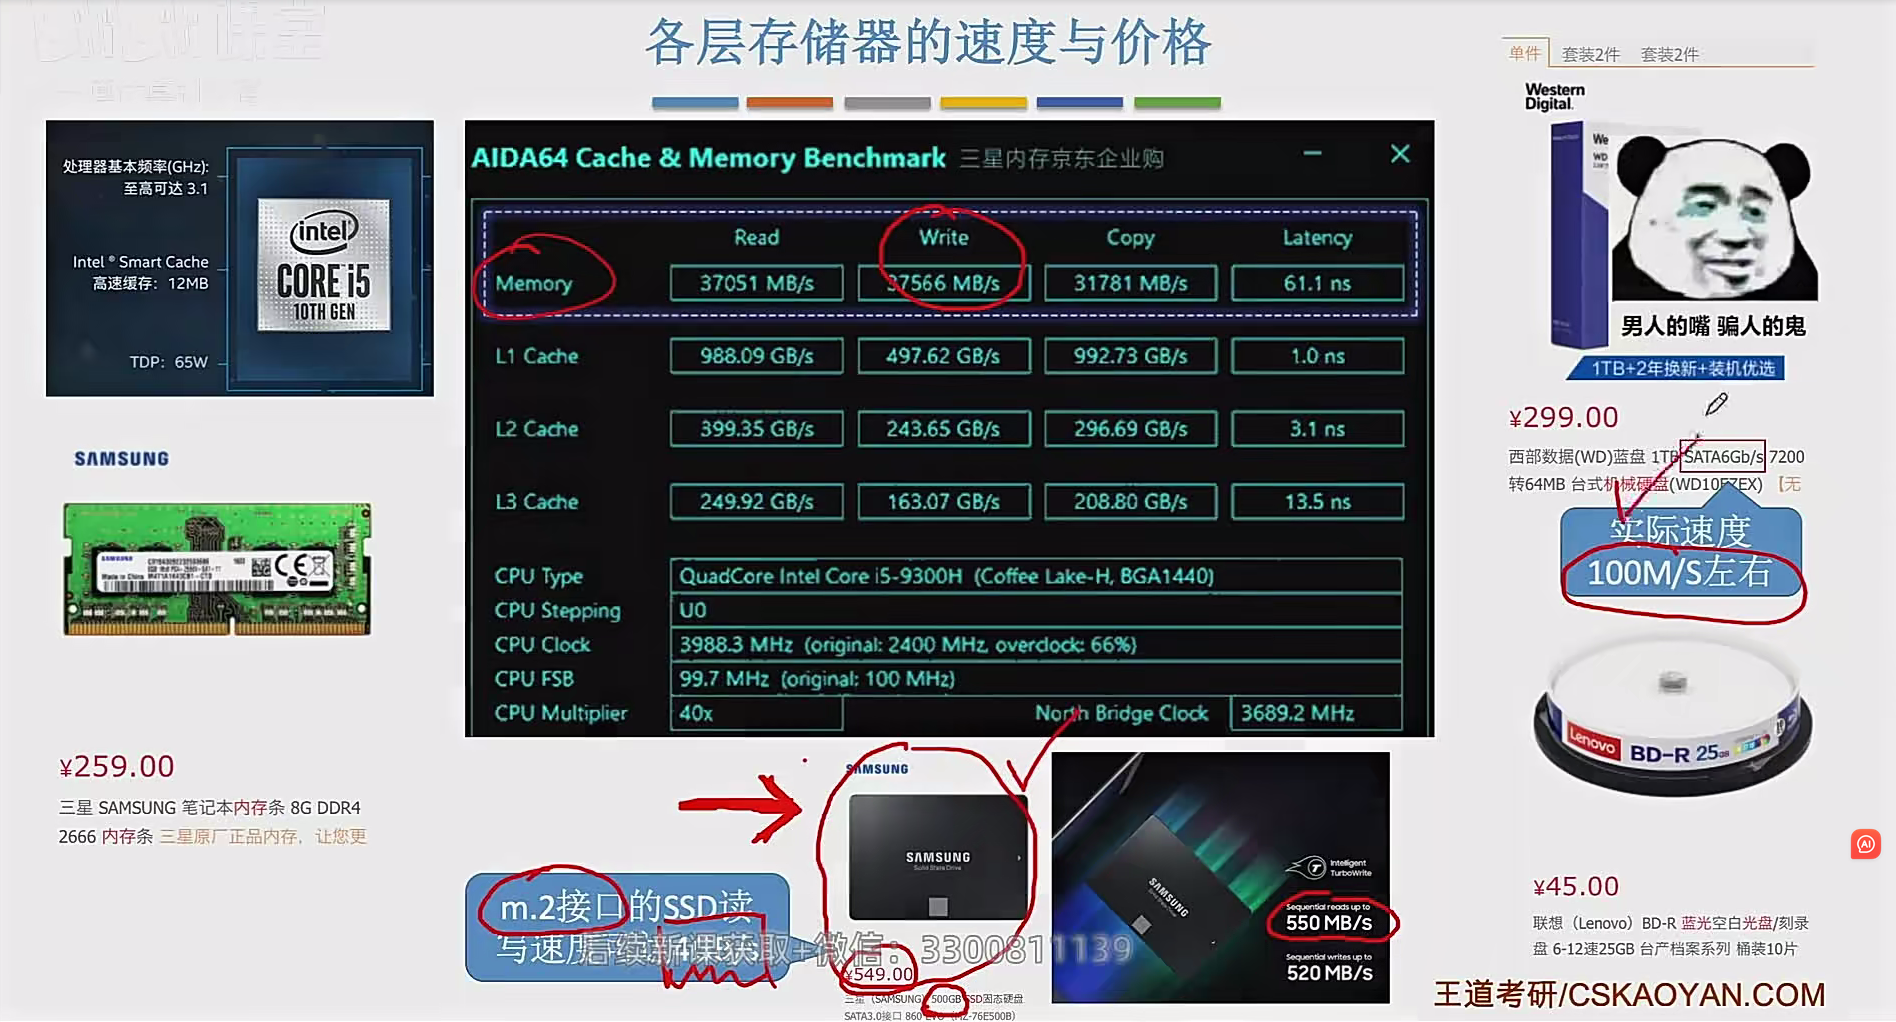 各层存储器的速度与价格
处理器基本频率(GHz):
至高可达 3.1
Intel® Smart Cache
高速缓存：12MB
TDP：65W
intel
CORE i5
10TH GEN
SAMSUNG
¥259.00
三星 SAMSUNG 笔记本内存条 8G DDR4
2666 内存条 三星原厂正品内存，让您更
AIDA64 Cache & Memory Benchmark 三星内存京东企业购
Read Write Copy Latency
Memory 37051 MB/s 37566 MB/s 31781 MB/s 61.1 ns
L1 Cache 988.09 GB/s 497.62 GB/s 992.73 GB/s 1.0 ns
L2 Cache 399.35 GB/s 243.65 GB/s 296.69 GB/s 3.1 ns
L3 Cache 249.92 GB/s 163.07 GB/s 208.80 GB/s 13.5 ns
CPU Type QuadCore Intel Core i5-9300H (Coffee Lake-H, BGA1440)
CPU Stepping U0
CPU Clock 3988.3 MHz (original: 2400 MHz, overclock: 66%)
CPU FSB 99.7 MHz (original: 100 MHz)
CPU Multiplier 40x North Bridge Clock 3689.2 MHz
m.2接口的SSD读
写速度
后续新课获取+微信：3300811139
SAMSUNG
SAMSUNG
Solid State Drive
¥549.00
三星（SAMSUNG）500GB SSD固态硬盘
SATA3.0接口 860 EVO（MZ-76E500B）
SAMSUNG
Intelligent
TurboWrite
Sequential reads up to
550 MB/s
Sequential writes up to
520 MB/s
单件 套装2件 套装2件
Western
Digital.
男人的嘴 骗人的鬼
1TB+2年换新+装机优选
¥299.00
西部数据(WD)蓝盘 1TB SATA6Gb/s 7200
转64MB 台式机械硬盘(WD10EZEX) 【无
实际速度
100M/S左右
Lenovo BD-R 25GB
¥45.00
联想（Lenovo）BD-R 蓝光空白光盘/刻录
盘 6-12速25GB 台产档案系列 桶装10片
AI
王道考研/CSKAOYAN.COM